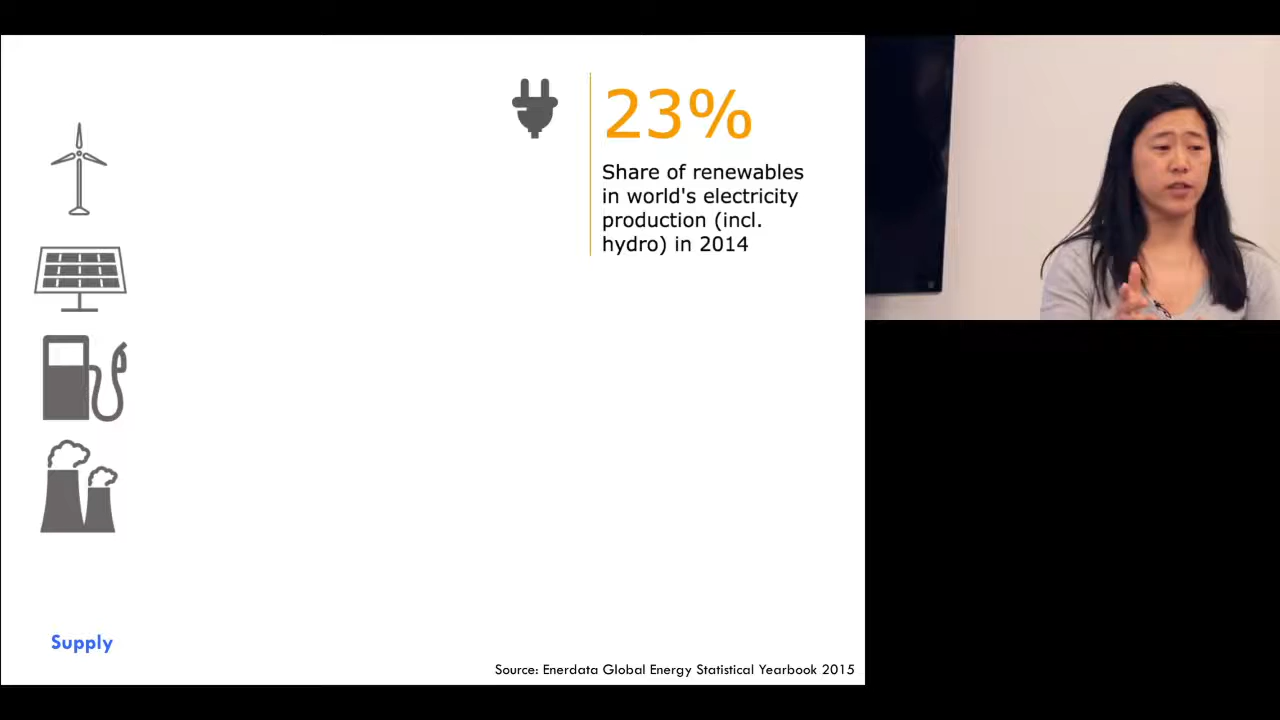 23%
Share of renewables
in world's electricity
production (incl.
hydro) in 2014
Supply
Source: Enerdata Global Energy Statistical Yearbook 2015